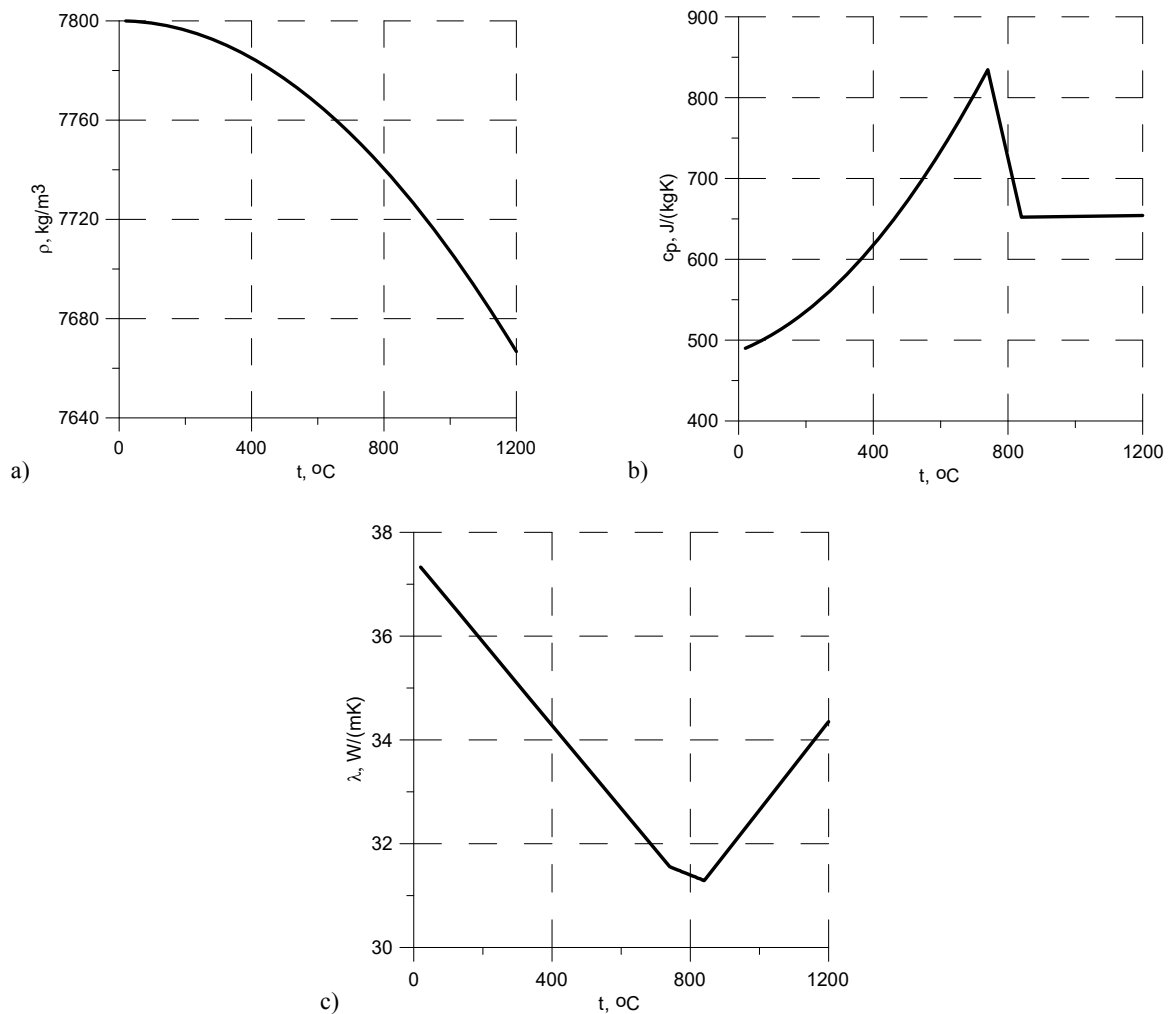 7800
7760
7720
7680
7640
ρ, kg/m3
0 400 800 1200
t, oC
a)
900
800
700
600
500
400
cp, J/(kgK)
0 400 800 1200
t, oC
b)
38
36
34
32
30
λ, W/(mK)
0 400 800 1200
t, oC
c)